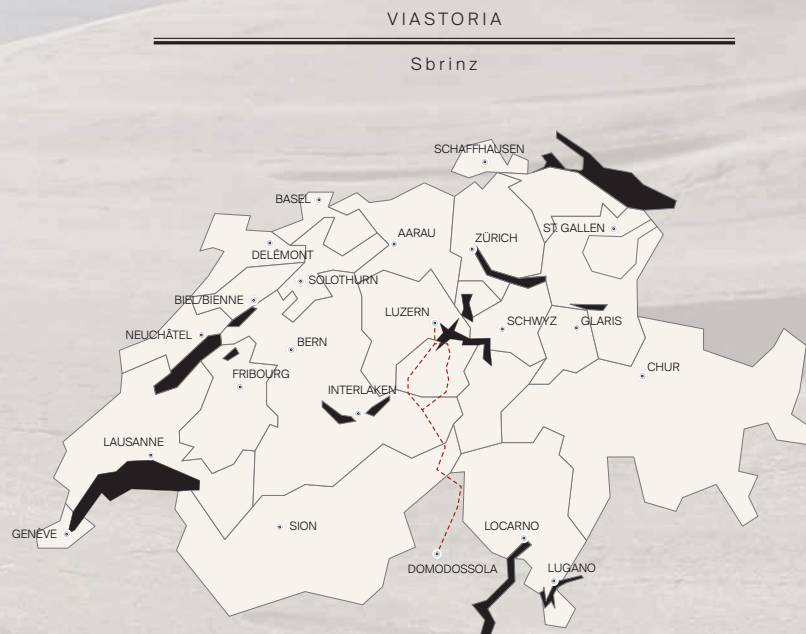 VIASTORIA
Sbrinz
SCHAFFHAUSEN
BASEL
ST. GALLEN
AARAU
ZÜRICH
DELÉMONT
SOLOTHURN
BIEL/BIENNE
LUZERN
SCHWYZ
GLARIS
NEUCHÂTEL
BERN
CHUR
FRIBOURG
INTERLAKEN
LAUSANNE
SION
LOCARNO
GENÈVE
DOMODOSSOLA
LUGANO